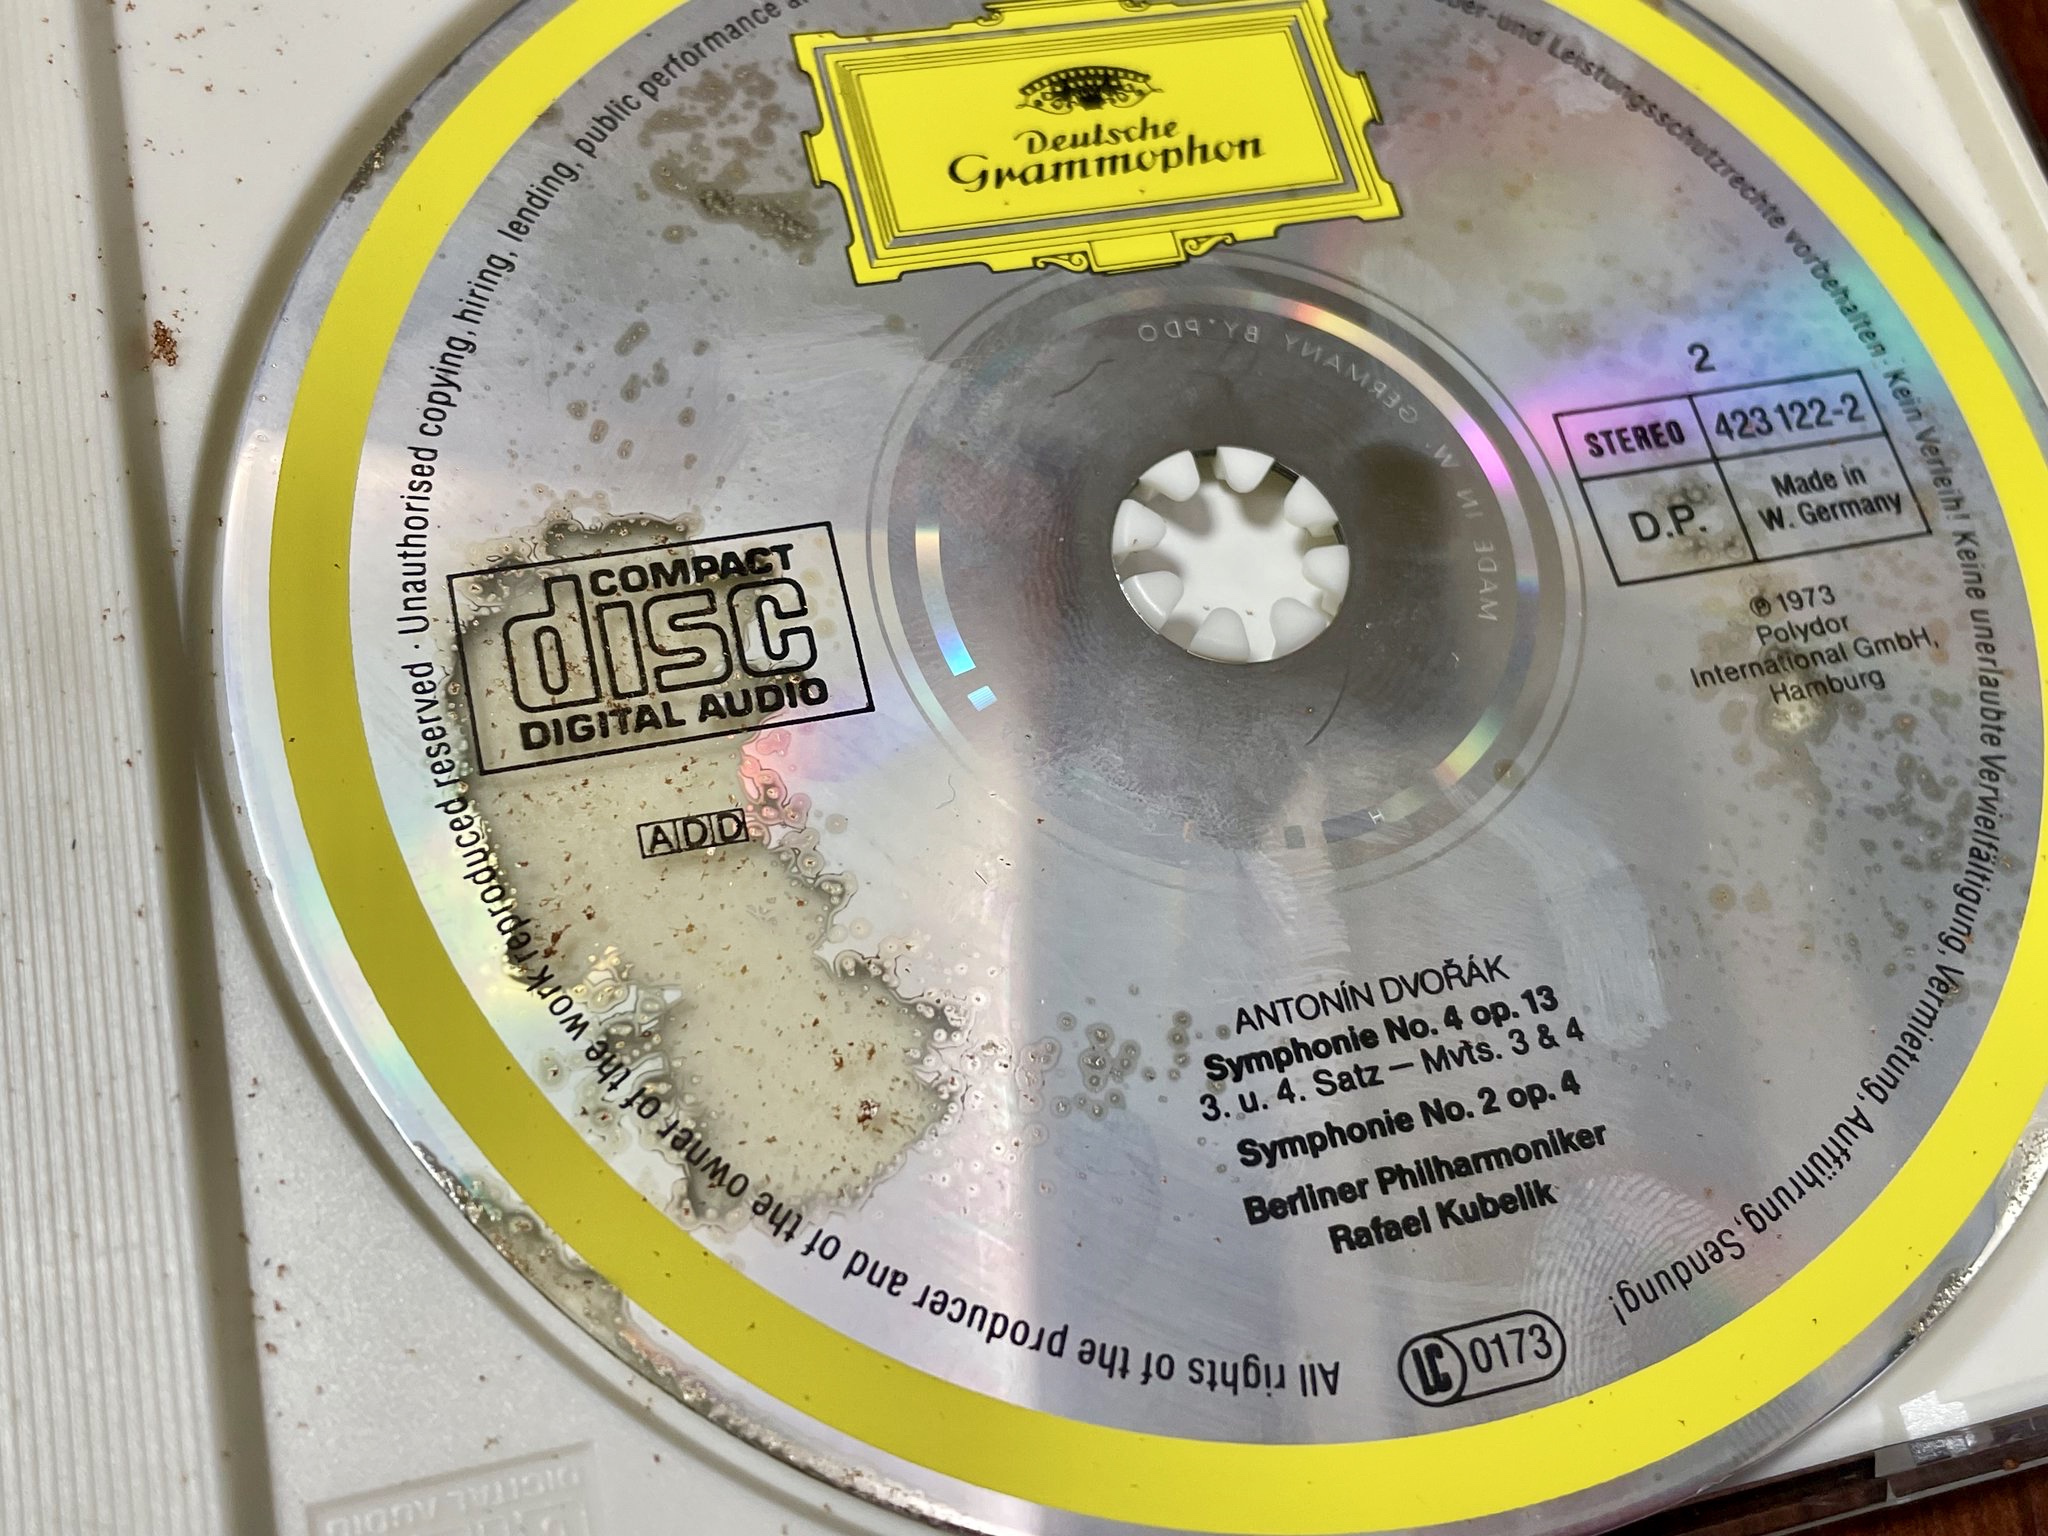 Deutsche
Grammophon
COMPACT
disc
DIGITAL AUDIO
ADD
2
STEREO
423 122-2
D.P.
Made in
W. Germany
℗ 1973
Polydor
International GmbH,
Hamburg
ANTONÍN DVOŘÁK
Symphonie No. 4 op. 13
3. u. 4. Satz – Mvts. 3 & 4
Symphonie No. 2 op. 4
Berliner Philharmoniker
Rafael Kubelik
LC 0173
All rights of the producer and of the owner of the work reproduced reserved · Unauthorised copying, hiring, lending, public performance
und Leistungsschutzrechte vorbehalten · Kein Verleih! Keine unerlaubte Vervielfältigung, Vermietung, Aufführung, Sendung!
MADE IN W. GERMANY BY PDO
DIGITAL AUDIO